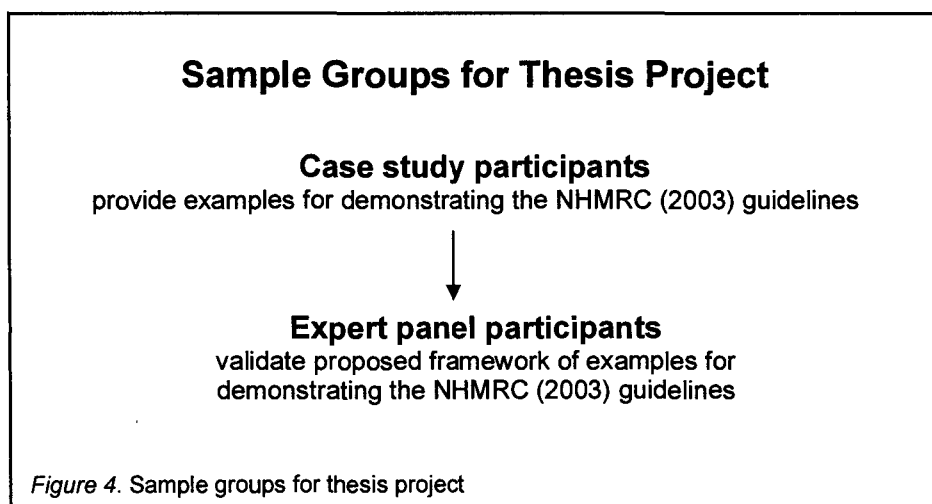 Sample Groups for Thesis Project
Case study participants
provide examples for demonstrating the NHMRC (2003) guidelines
Expert panel participants
validate proposed framework of examples for
demonstrating the NHMRC (2003) guidelines
Figure 4. Sample groups for thesis project